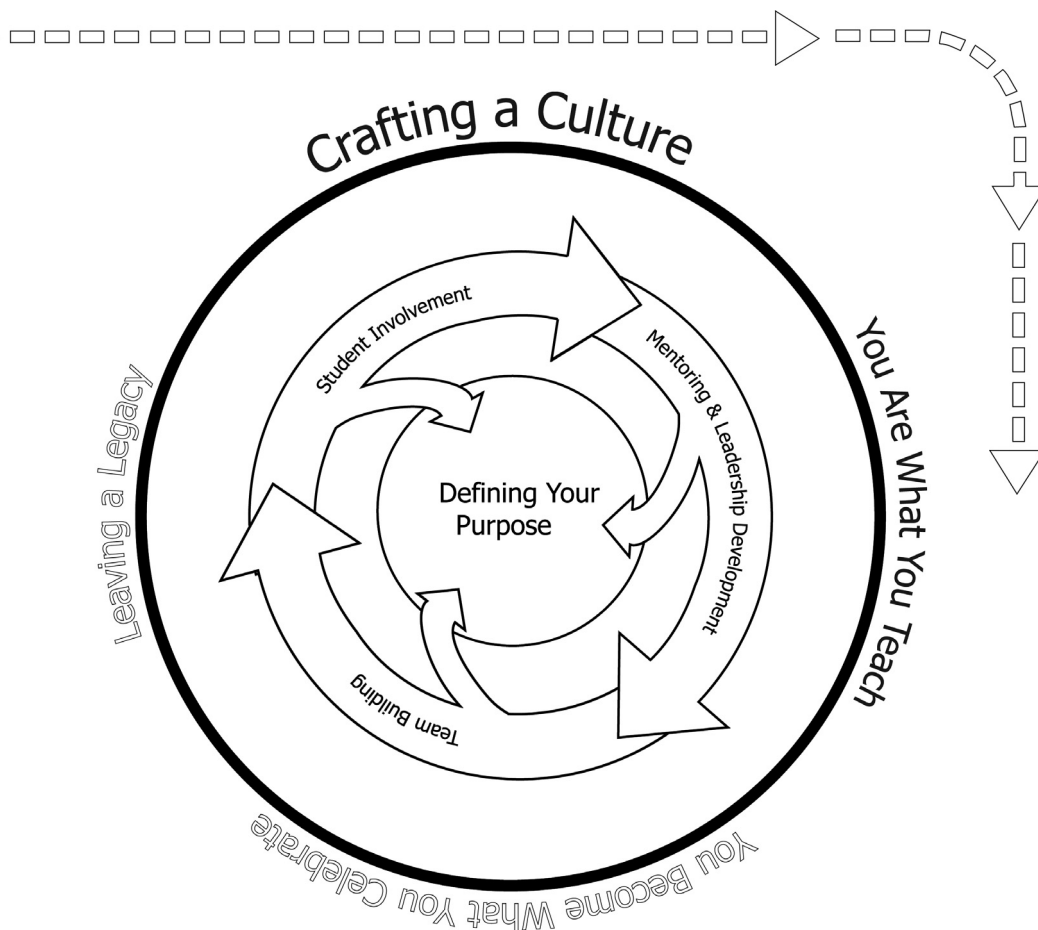 Crafting a Culture
You Are What You Teach
You Become What You Celebrate
Leaving a Legacy
Student Involvement
Mentoring & Leadership Development
Team Building
Defining Your
Purpose